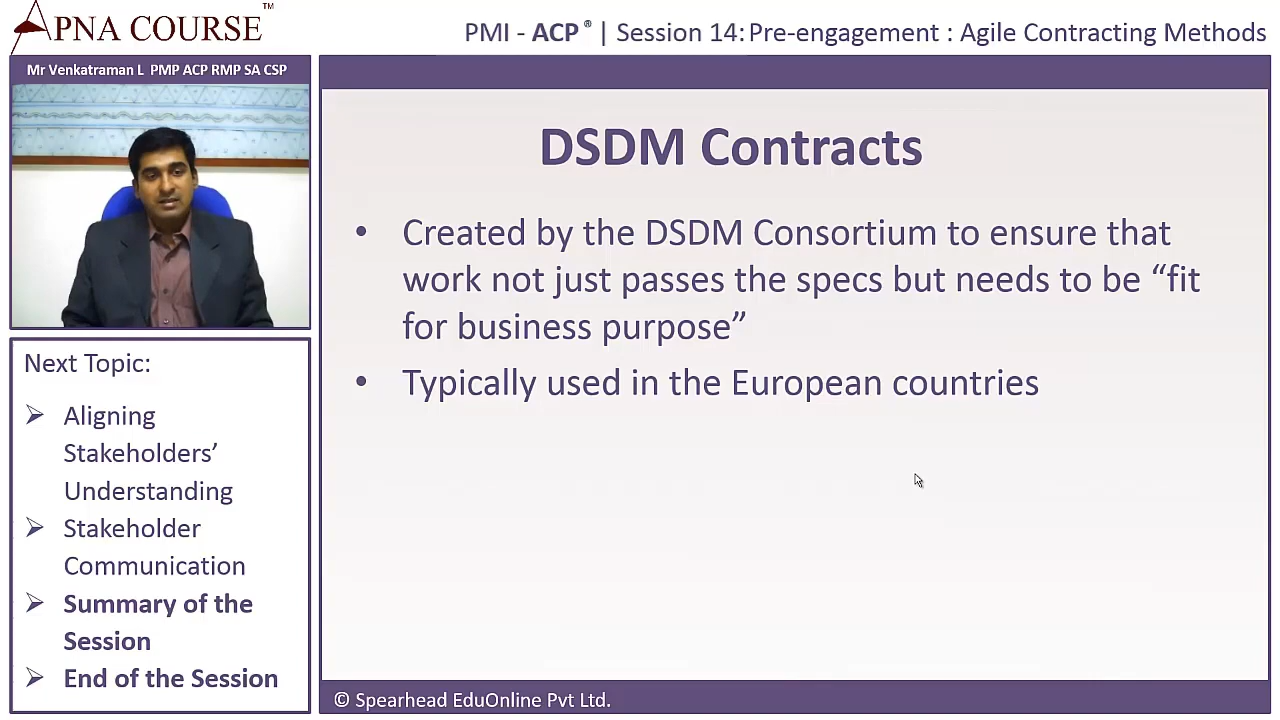 APNA COURSE™
PMI - ACP® | Session 14: Pre-engagement : Agile Contracting Methods
Mr Venkatraman L PMP ACP RMP SA CSP
Next Topic:
➢ Aligning
Stakeholders’
Understanding
➢ Stakeholder
Communication
➢ Summary of the
Session
➢ End of the Session
DSDM Contracts
• Created by the DSDM Consortium to ensure that
work not just passes the specs but needs to be “fit
for business purpose”
• Typically used in the European countries
© Spearhead EduOnline Pvt Ltd.